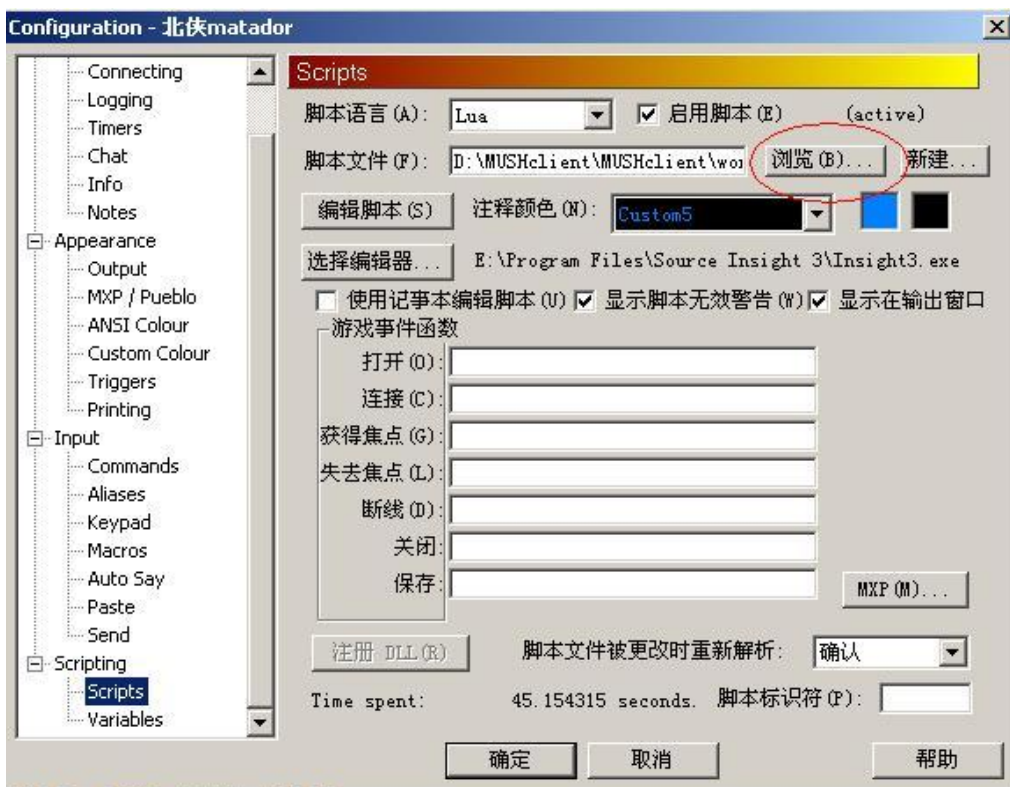 Configuration - 北侠matador
Connecting
Logging
Timers
Chat
Info
Notes
Appearance
Output
MXP / Pueblo
ANSI Colour
Custom Colour
Triggers
Printing
Input
Commands
Aliases
Keypad
Macros
Auto Say
Paste
Send
Scripting
Scripts
Variables
Scripts
脚本语言(A): Lua 启用脚本(E) (active)
脚本文件(F): D:\MUSHclient\MUSHclient\wor 浏览(B)... 新建...
编辑脚本(S) 注释颜色(N): Custom5
选择编辑器... E:\Program Files\Source Insight 3\Insight3.exe
使用记事本编辑脚本(U) 显示脚本无效警告(W) 显示在输出窗口
游戏事件函数
打开(O):
连接(C):
获得焦点(G):
失去焦点(L):
断线(D):
关闭:
保存:
MXP(M)...
注册 DLL(R) 脚本文件被更改时重新解析: 确认
Time spent: 45.154315 seconds. 脚本标识符(P):
确定 取消 帮助